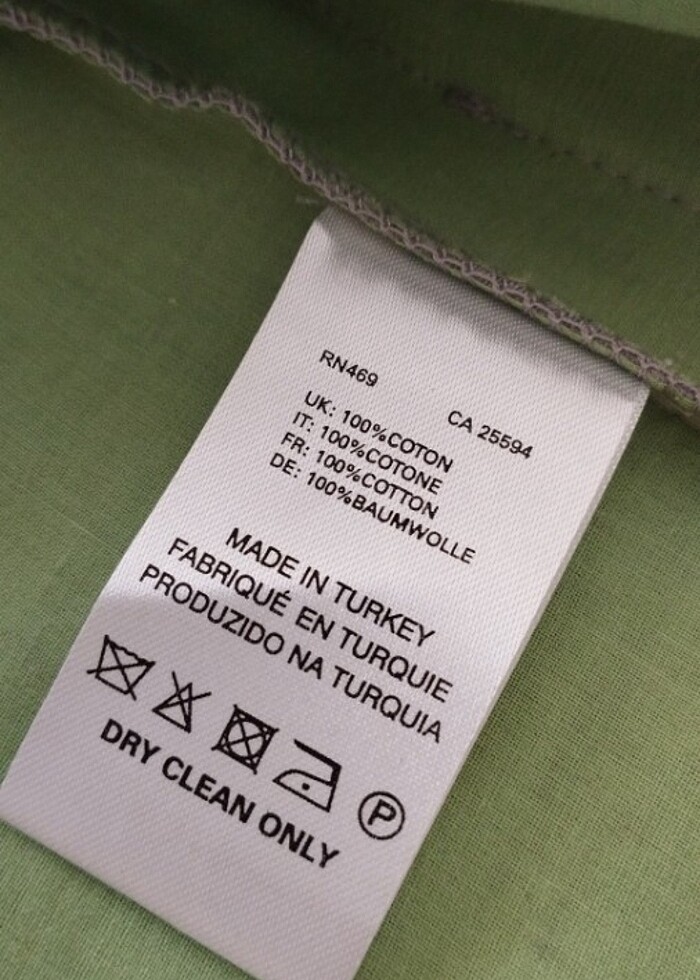 RN469
CA 25594
UK: 100%COTON
IT: 100%COTONE
FR: 100%COTTON
DE: 100%BAUMWOLLE
MADE IN TURKEY
FABRIQUÉ EN TURQUIE
PRODUZIDO NA TURQUIA
P
DRY CLEAN ONLY